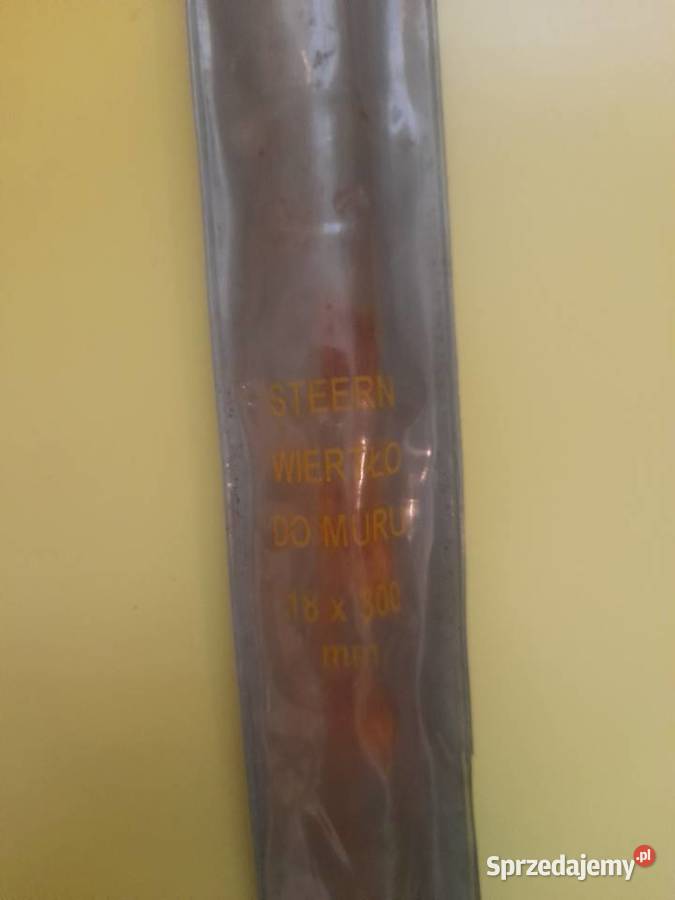 STEERN
WIERTŁO
DO MURU
18 x 300
mm
Sprzedajemy.pl